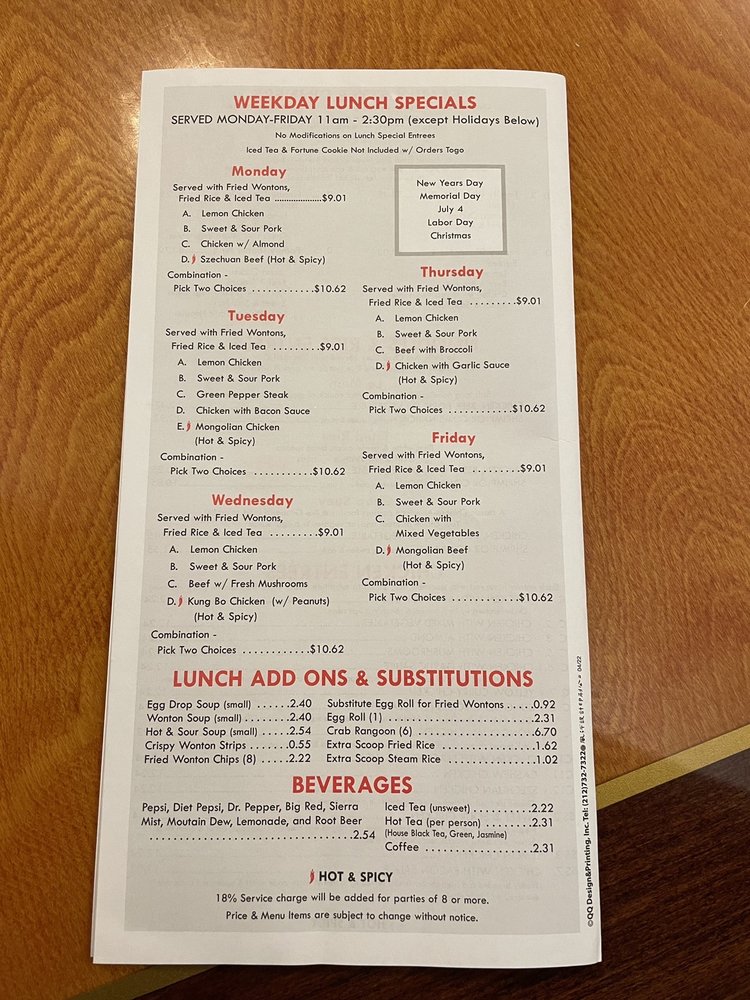 WEEKDAY LUNCH SPECIALS
SERVED MONDAY-FRIDAY 11am - 2:30pm (except Holidays Below)
No Modifications on Lunch Special Entrees
Iced Tea & Fortune Cookie Not Included w/ Orders Togo
Monday
Served with Fried Wontons,
Fried Rice & Iced Tea .....................$9.01
A. Lemon Chicken
B. Sweet & Sour Pork
C. Chicken w/ Almond
D. Szechuan Beef (Hot & Spicy)
Combination -
Pick Two Choices . . . . . . . . . . . .$10.62
Tuesday
Served with Fried Wontons,
Fried Rice & Iced Tea . . . . . . . . .$9.01
A. Lemon Chicken
B. Sweet & Sour Pork
C. Green Pepper Steak
D. Chicken with Bacon Sauce
E. Mongolian Chicken
(Hot & Spicy)
Combination -
Pick Two Choices . . . . . . . . . . .$10.62
Wednesday
Served with Fried Wontons,
Fried Rice & Iced Tea . . . . . . . . .$9.01
A. Lemon Chicken
B. Sweet & Sour Pork
C. Beef w/ Fresh Mushrooms
D. Kung Bo Chicken (w/ Peanuts)
(Hot & Spicy)
Combination -
Pick Two Choices . . . . . . . . . . . .$10.62
New Years Day
Memorial Day
July 4
Labor Day
Christmas
Thursday
Served with Fried Wontons,
Fried Rice & Iced Tea . . . . . . . . .$9.01
A. Lemon Chicken
B. Sweet & Sour Pork
C. Beef with Broccoli
D. Chicken with Garlic Sauce
(Hot & Spicy)
Combination -
Pick Two Choices . . . . . . . . . . . .$10.62
Friday
Served with Fried Wontons,
Fried Rice & Iced Tea . . . . . . . . .$9.01
A. Lemon Chicken
B. Sweet & Sour Pork
C. Chicken with
Mixed Vegetables
D. Mongolian Beef
(Hot & Spicy)
Combination -
Pick Two Choices . . . . . . . . . . . .$10.62
LUNCH ADD ONS & SUBSTITUTIONS
Egg Drop Soup (small) . . . . . .2.40
Wonton Soup (small) . . . . . . . .2.40
Hot & Sour Soup (small) . . . . .2.54
Crispy Wonton Strips . . . . . . .0.55
Fried Wonton Chips (8) . . . . .2.22
Substitute Egg Roll for Fried Wontons . . . . .0.92
Egg Roll (1) . . . . . . . . . . . . . . . . . . . . . . .2.31
Crab Rangoon (6) . . . . . . . . . . . . . . . . . . .6.70
Extra Scoop Fried Rice . . . . . . . . . . . . . . .1.62
Extra Scoop Steam Rice . . . . . . . . . . . . . .1.02
BEVERAGES
Pepsi, Diet Pepsi, Dr. Pepper, Big Red, Sierra
Mist, Moutain Dew, Lemonade, and Root Beer
. . . . . . . . . . . . . . . . . . . . . . . . . . . . . . .2.54
Iced Tea (unsweet) . . . . . . . . . .2.22
Hot Tea (per person) . . . . . . . . .2.31
(House Black Tea, Green, Jasmine)
Coffee . . . . . . . . . . . . . . . . . .2.31
HOT & SPICY
18% Service charge will be added for parties of 8 or more.
Price & Menu Items are subject to change without notice.
©QQ Design&Printing, Inc. Tel: (212)732-7322 04/22